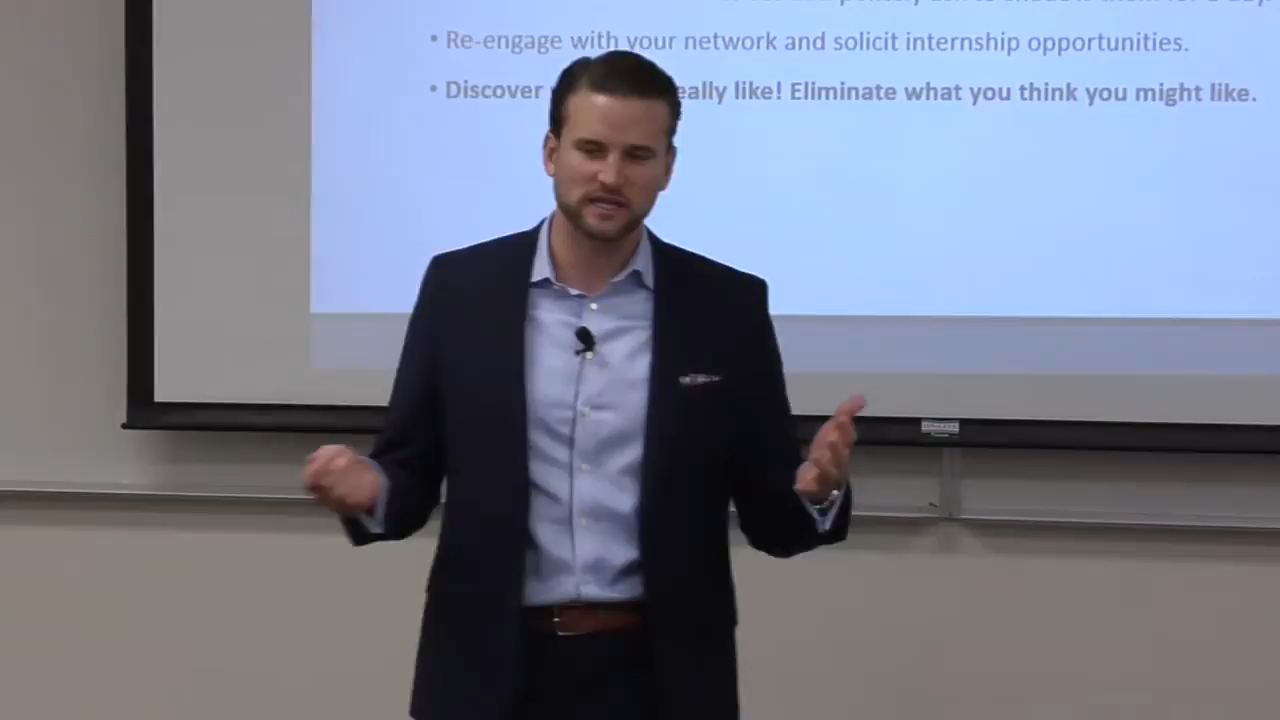 • Re-engage with your network and solicit internship opportunities.
• Discover eally like! Eliminate what you think you might like.